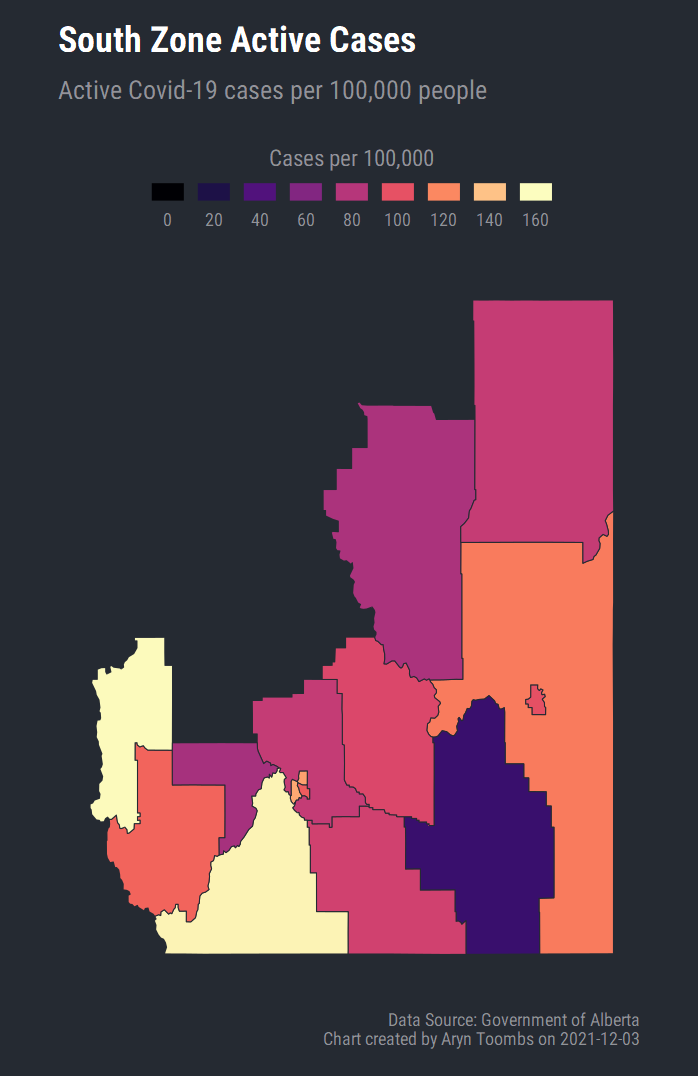 South Zone Active Cases
Active Covid-19 cases per 100,000 people
Cases per 100,000
0 20 40 60 80 100 120 140 160
Data Source: Government of Alberta
Chart created by Aryn Toombs on 2021-12-03